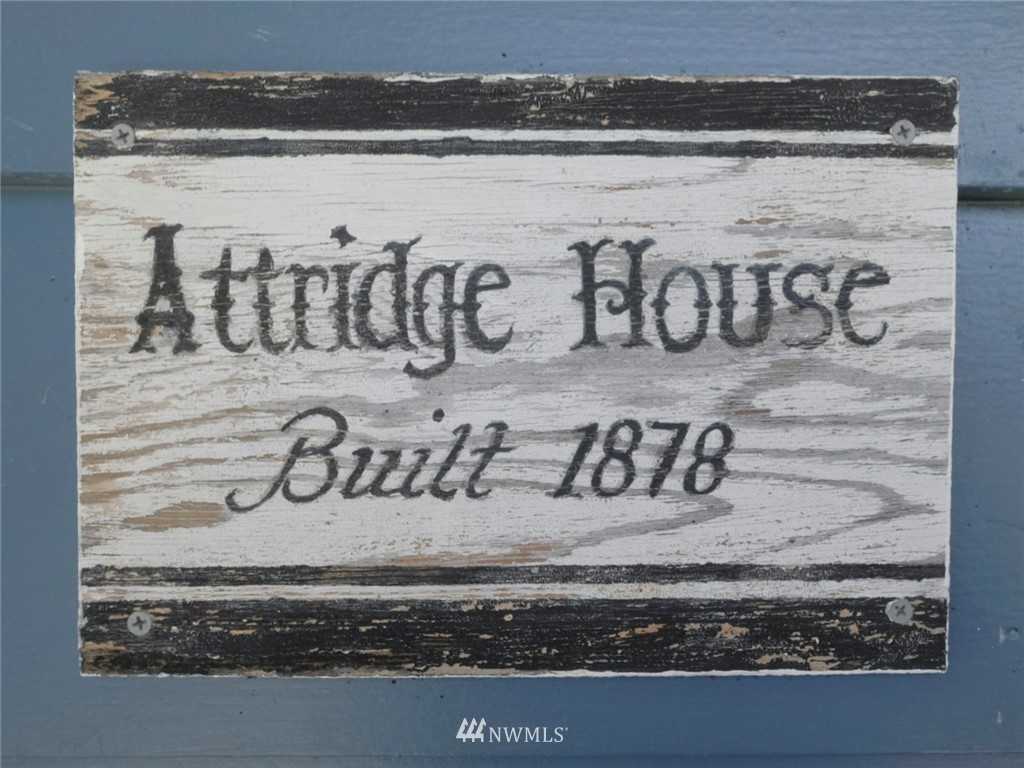 Attridge House
Built 1878
NWMLS